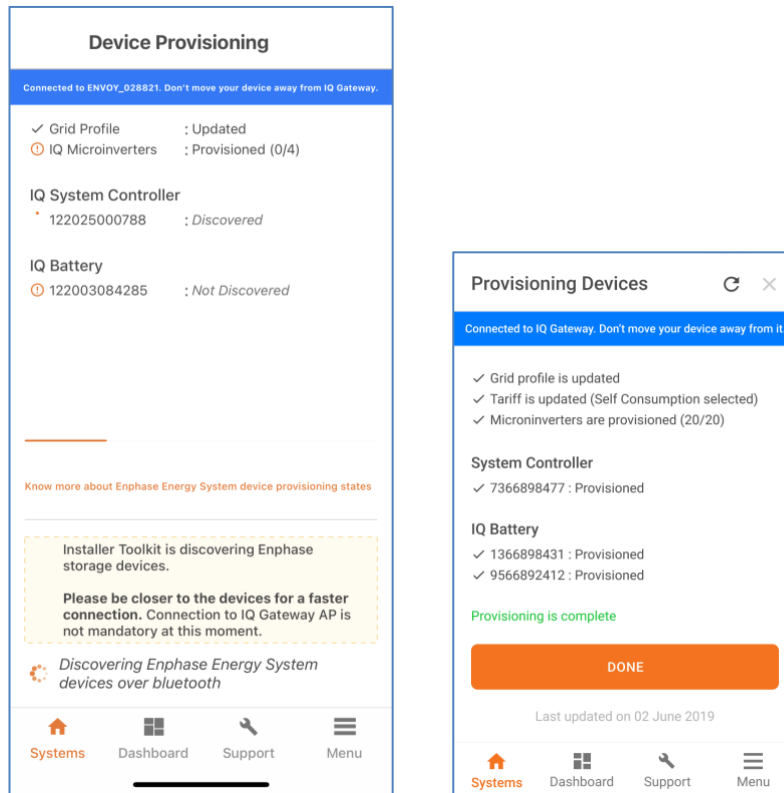 Device Provisioning
Connected to ENVOY_028821. Don't move your device away from IQ Gateway.
Grid Profile : Updated
IQ Microinverters : Provisioned (0/4)
IQ System Controller
122025000788 : Discovered
IQ Battery
122003084285 : Not Discovered
Know more about Enphase Energy System device provisioning states
Installer Toolkit is discovering Enphase
storage devices.
Please be closer to the devices for a faster
connection. Connection to IQ Gateway AP is
not mandatory at this moment.
Discovering Enphase Energy System
devices over bluetooth
Systems Dashboard Support Menu
Provisioning Devices
Connected to IQ Gateway. Don't move your device away from it
Grid profile is updated
Tariff is updated (Self Consumption selected)
Microninverters are provisioned (20/20)
System Controller
7366898477 : Provisioned
IQ Battery
1366898431 : Provisioned
9566892412 : Provisioned
Provisioning is complete
DONE
Last updated on 02 June 2019
Systems Dashboard Support Menu